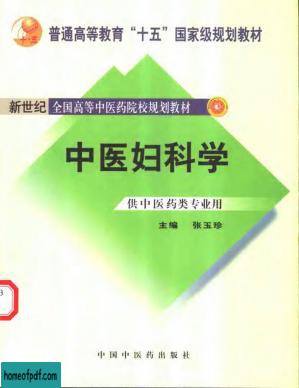 普通高等教育“十五”国家级规划教材
新世纪 全国高等中医药院校规划教材
中医妇科学
供中医药类专业用
主编 张玉珍
中国中医药出版社
homeofpdf.com